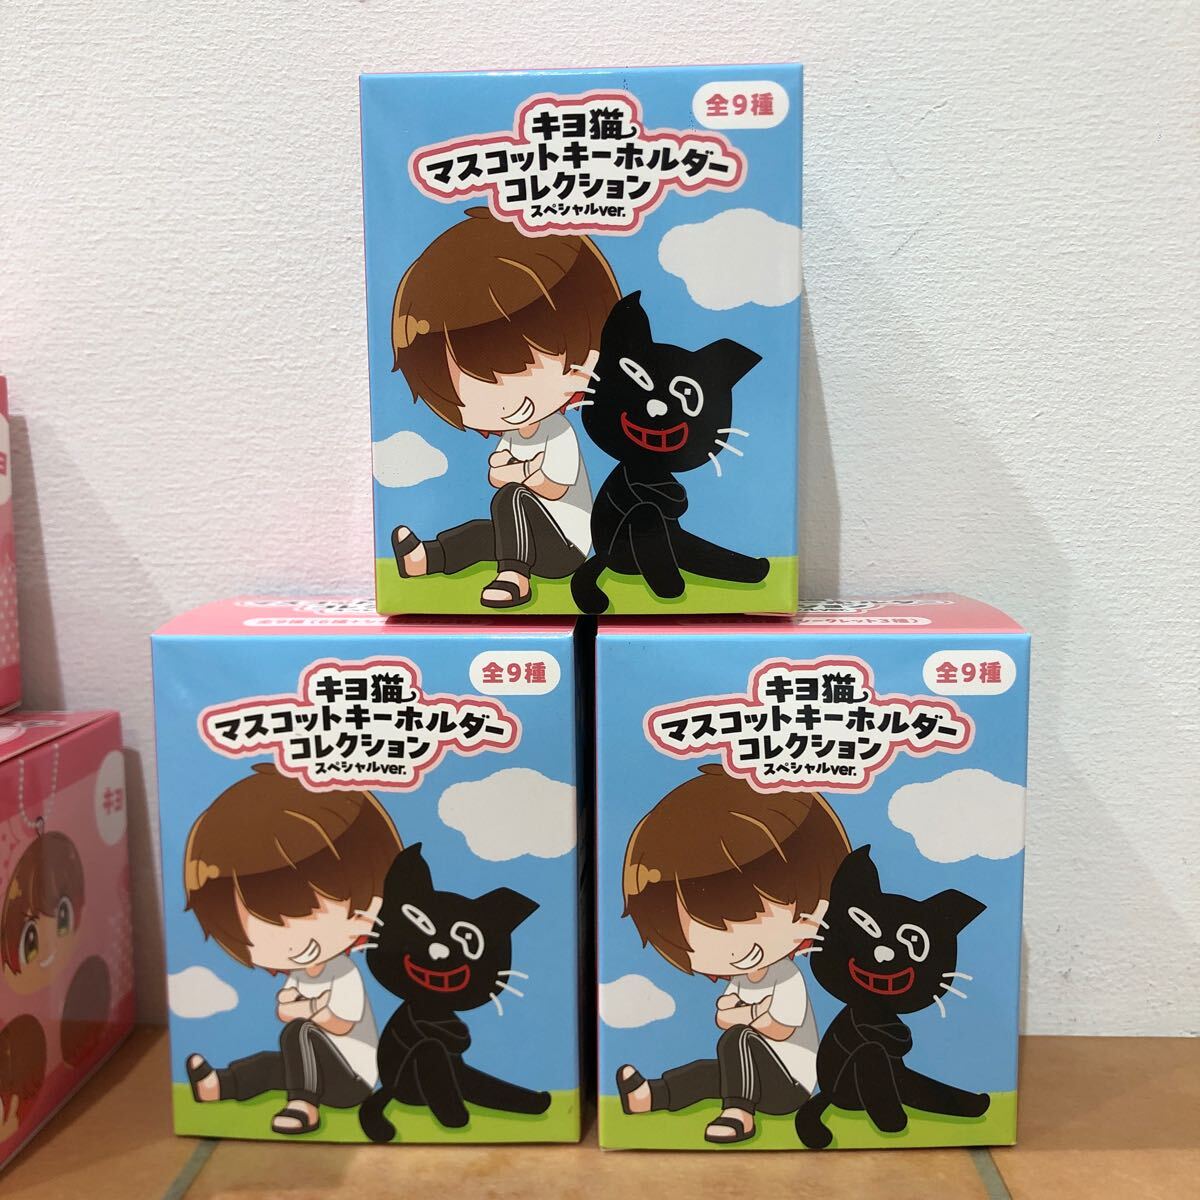 全9種
キヨ猫
マスコットキーホルダー
コレクション
スペシャルver.
全9種
キヨ猫
マスコットキーホルダー
コレクション
スペシャルver.
全9種
キヨ猫
マスコットキーホルダー
コレクション
スペシャルver.
キヨ